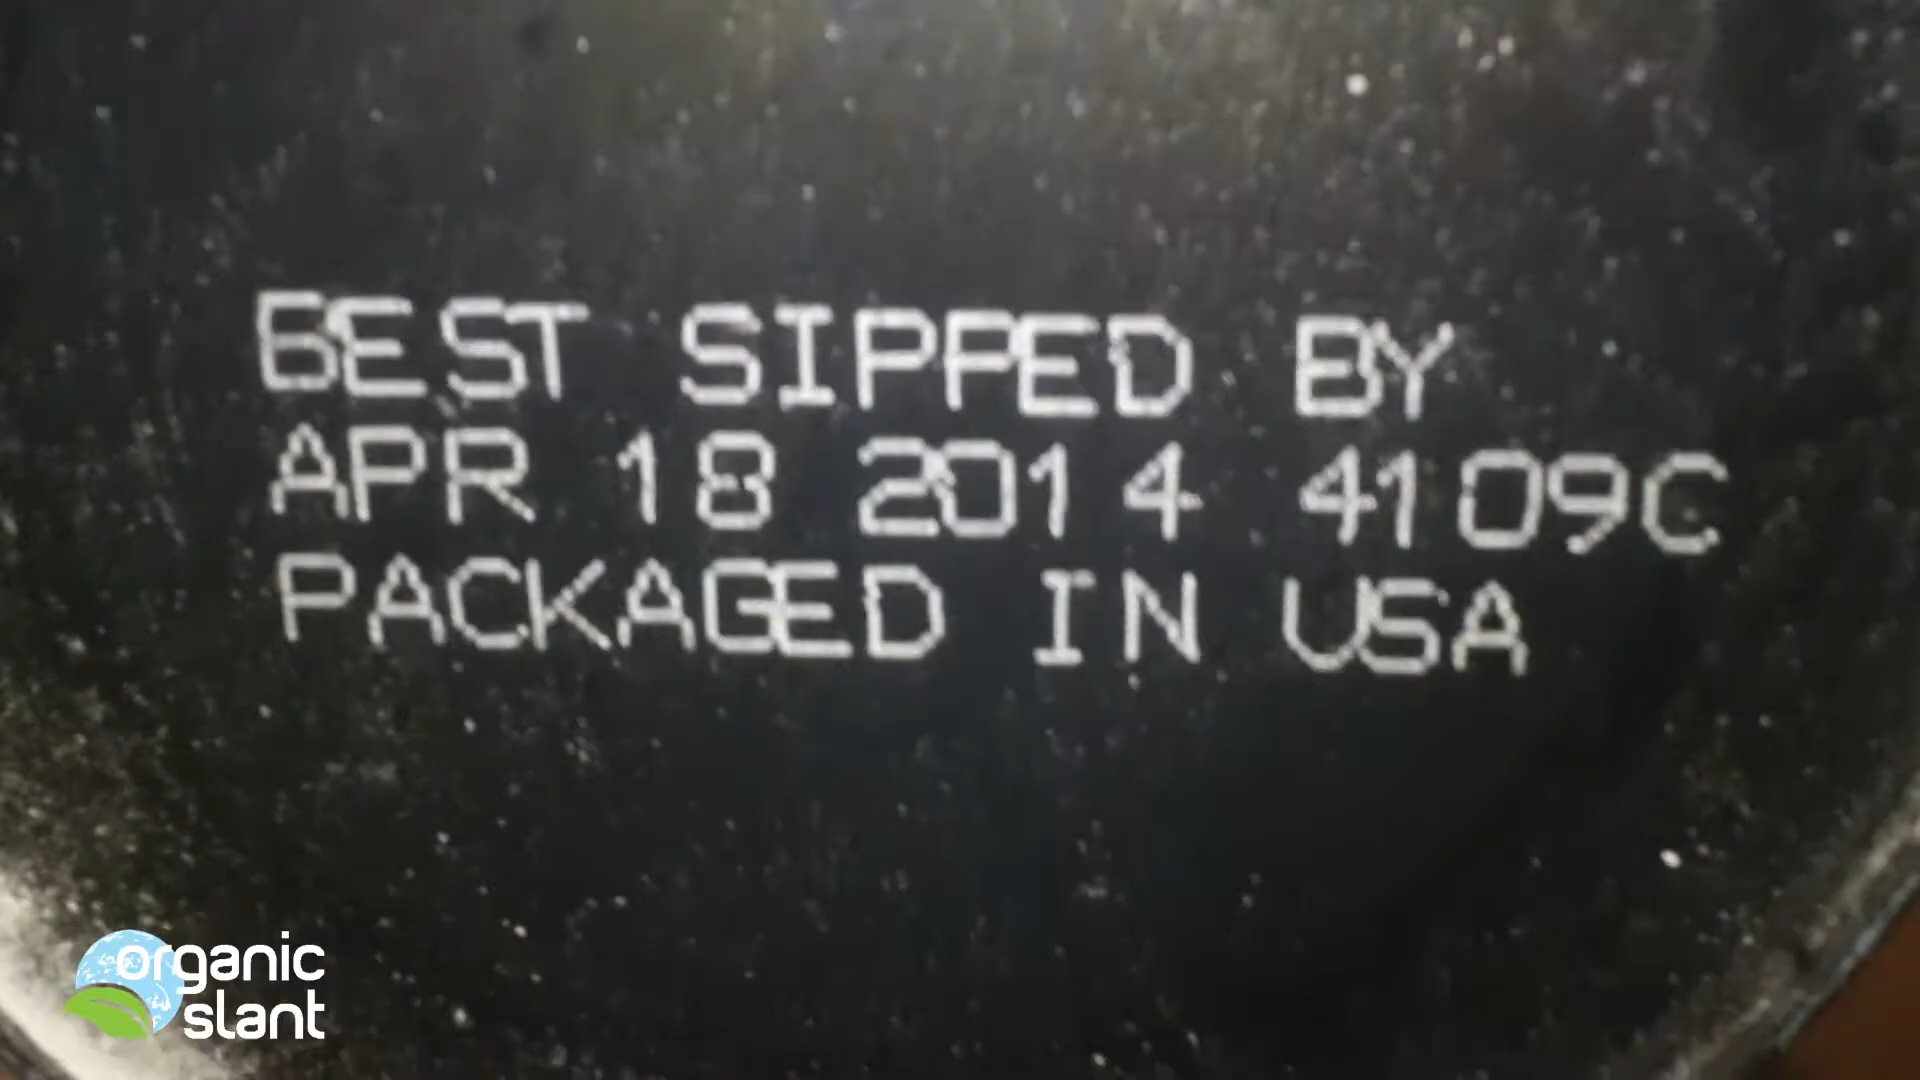 BEST SIPPED BY
APR 18 2014 4109C
PACKAGED IN USA
organic
slant